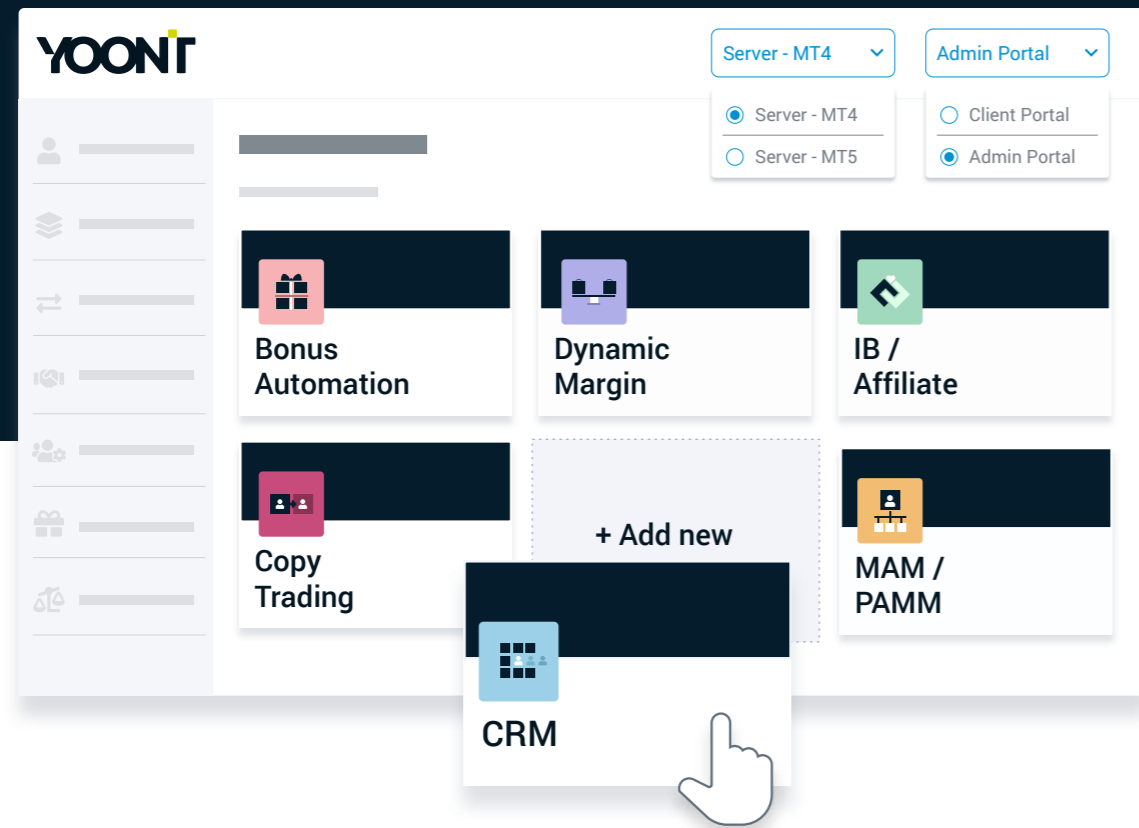 YOONIT
Server - MT4
Admin Portal
Server - MT4
Client Portal
Server - MT5
Admin Portal
Bonus
Automation
Dynamic
Margin
IB /
Affiliate
Copy
Trading
+ Add new
MAM /
PAMM
CRM